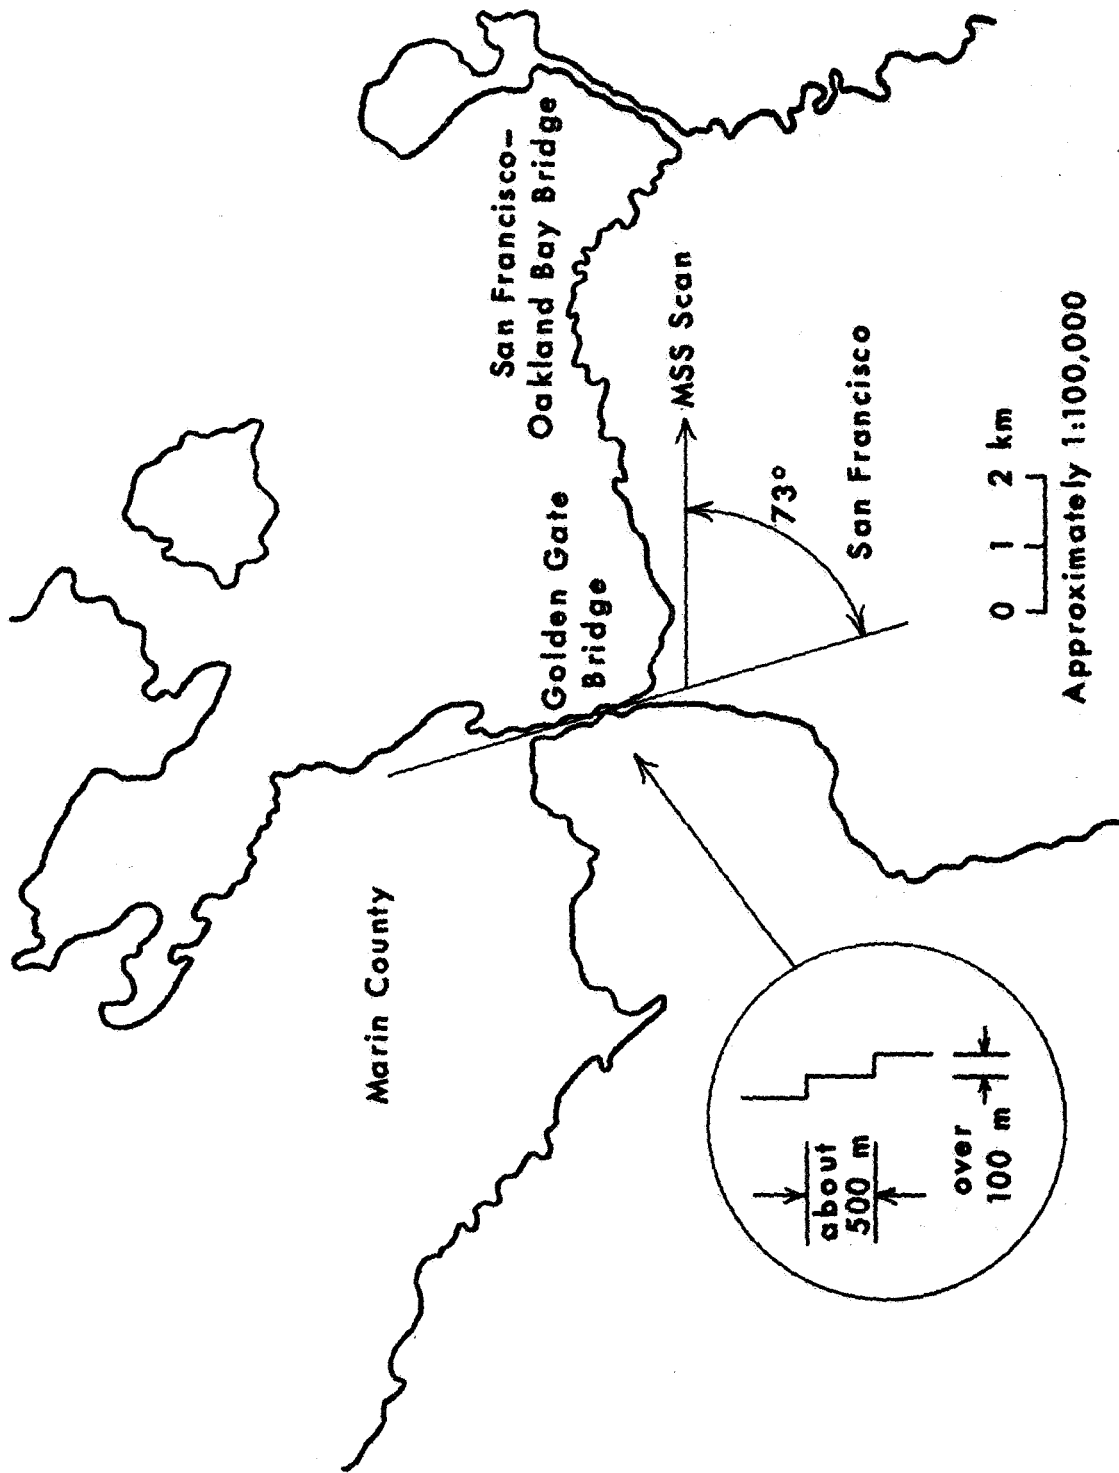 San Francisco–
Oakland Bay Bridge
Golden Gate
Bridge
MSS Scan
73°
Marin County
San Francisco
about
500 m
over
100 m
0 1 2 km
Approximately 1:100,000